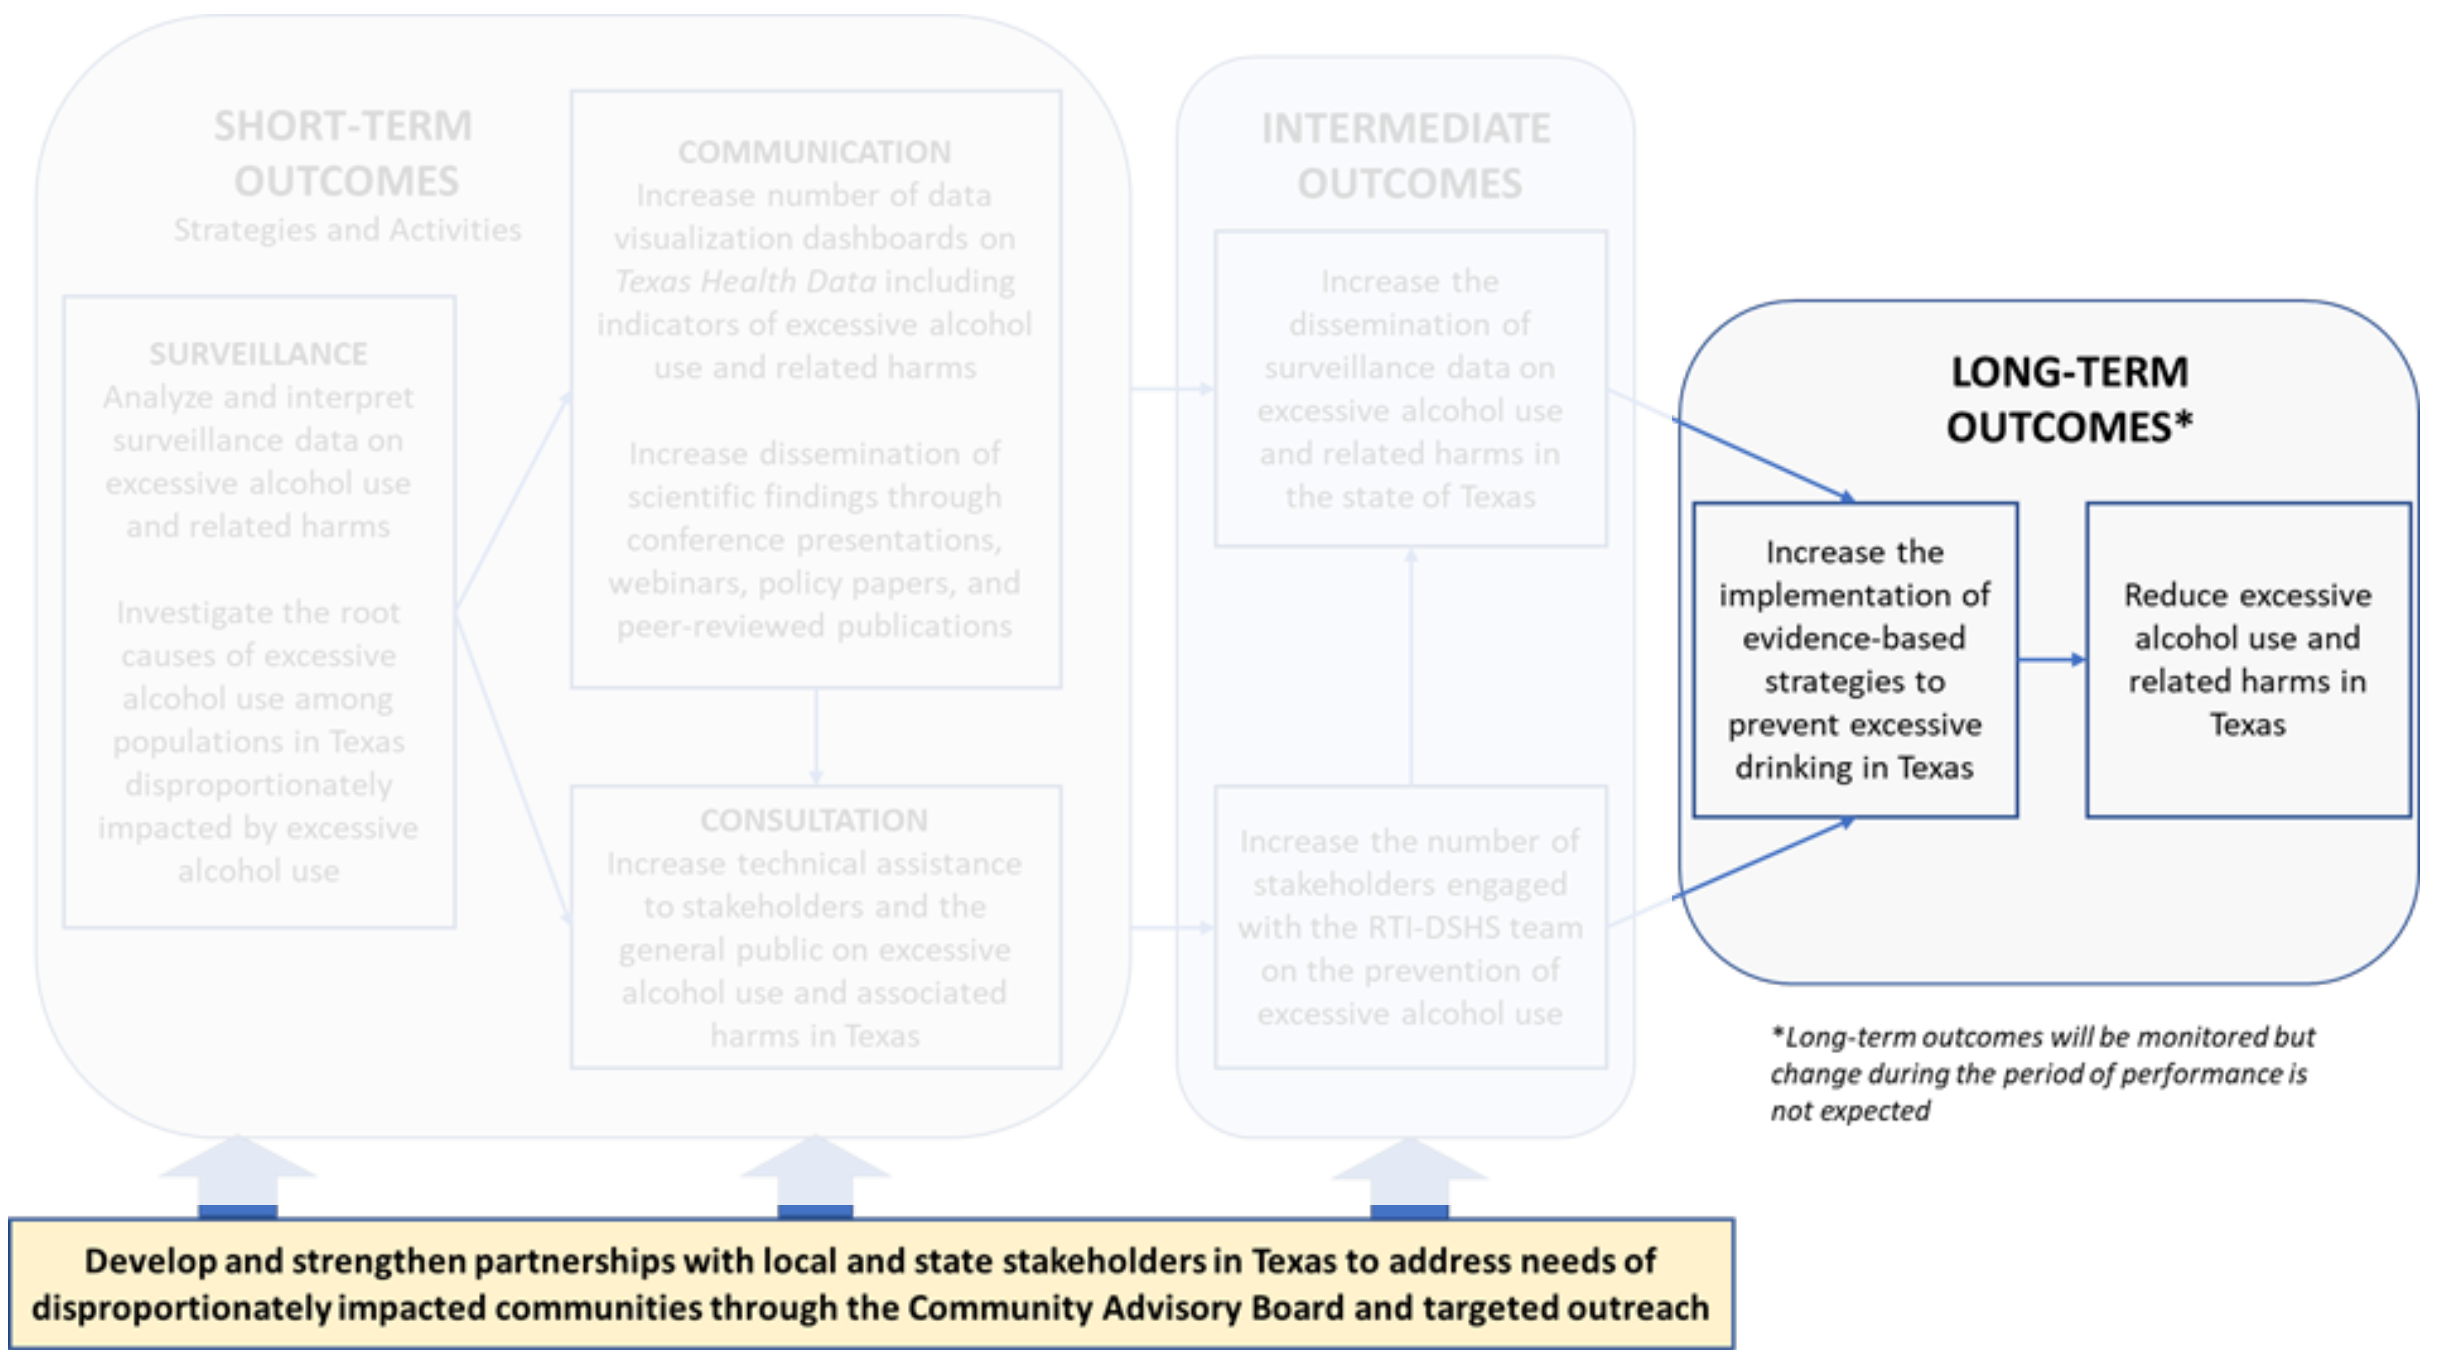 SHORT-TERM
OUTCOMES
Strategies and Activities
SURVEILLANCE
Analyze and interpret
surveillance data on
excessive alcohol use
and related harms
Investigate the root
causes of excessive
alcohol use among
populations in Texas
disproportionately
impacted by excessive
alcohol use
COMMUNICATION
Increase number of data
visualization dashboards on
Texas Health Data including
indicators of excessive alcohol
use and related harms
Increase dissemination of
scientific findings through
conference presentations,
webinars, policy papers, and
peer-reviewed publications
CONSULTATION
Increase technical assistance
to stakeholders and the
general public on excessive
alcohol use and associated
harms in Texas
INTERMEDIATE
OUTCOMES
Increase the
dissemination of
surveillance data on
excessive alcohol use
and related harms in
the state of Texas
Increase the number of
stakeholders engaged
with the RTI-DSHS team
on the prevention of
excessive alcohol use
LONG-TERM
OUTCOMES*
Increase the
implementation of
evidence-based
strategies to
prevent excessive
drinking in Texas
Reduce excessive
alcohol use and
related harms in
Texas
*Long-term outcomes will be monitored but
change during the period of performance is
not expected
Develop and strengthen partnerships with local and state stakeholders in Texas to address needs of
disproportionately impacted communities through the Community Advisory Board and targeted outreach